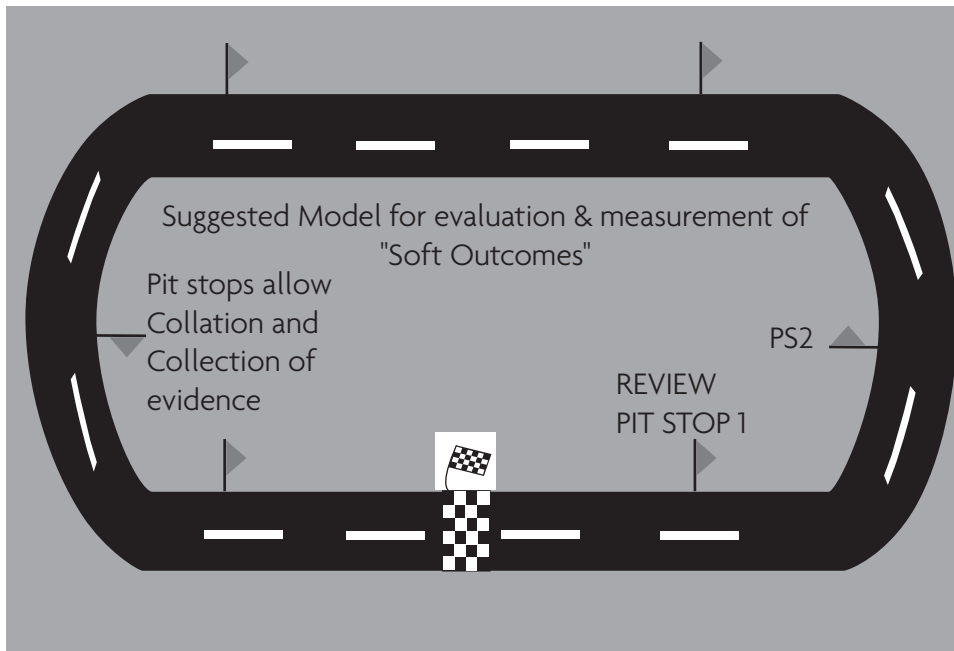 Suggested Model for evaluation & measurement of
"Soft Outcomes"
Pit stops allow
Collation and
Collection of
evidence
PS2
REVIEW
PIT STOP 1